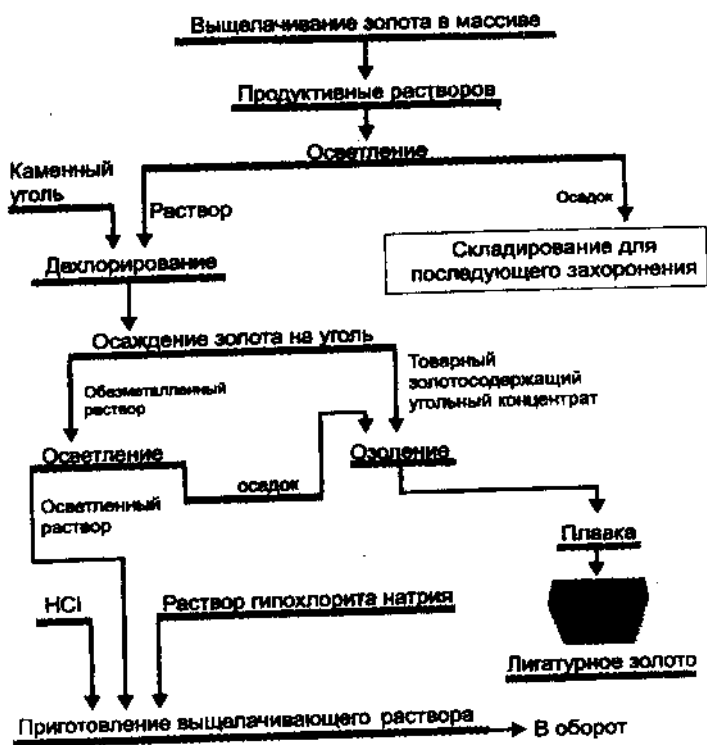 Выщелачивание золота в массиве
Продуктивные растворов
Осветление
Каменный
уголь
Раствор
Осадок
Складирование для
последующего захоронения
Дехлорирование
Осаждение золота на уголь
Обезметалленный
раствор
Товарный
золотосодержащий
угольный концентрат
Осветление
осадок
Озоление
Осветленный
раствор
Плавка
HCl
Раствор гипохлорита натрия
Лигатурное золото
Приготовление выщелачивающего раствора
В оборот